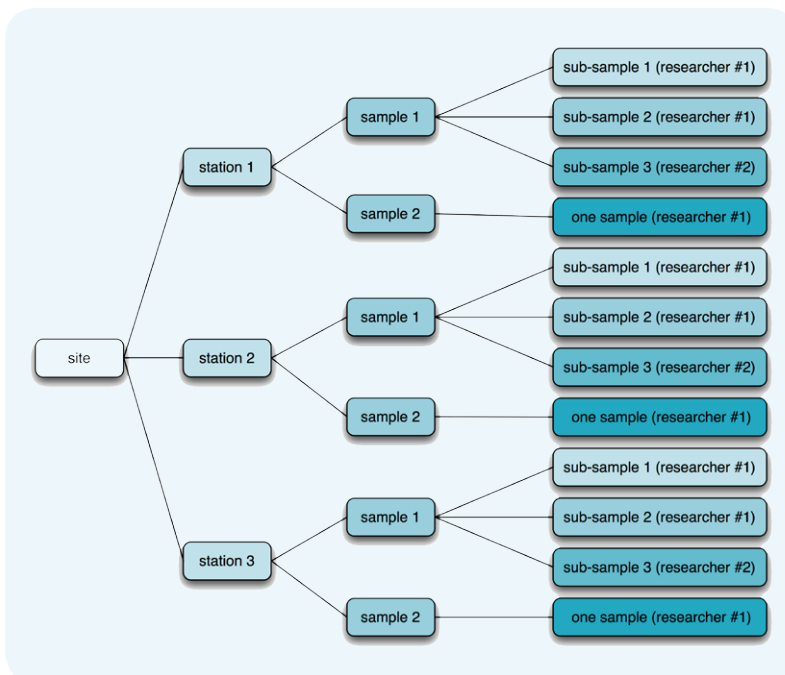 site
station 1
sample 1
sub-sample 1 (researcher #1)
sub-sample 2 (researcher #1)
sub-sample 3 (researcher #2)
sample 2
one sample (researcher #1)
station 2
sample 1
sub-sample 1 (researcher #1)
sub-sample 2 (researcher #1)
sub-sample 3 (researcher #2)
sample 2
one sample (researcher #1)
station 3
sample 1
sub-sample 1 (researcher #1)
sub-sample 2 (researcher #1)
sub-sample 3 (researcher #2)
sample 2
one sample (researcher #1)